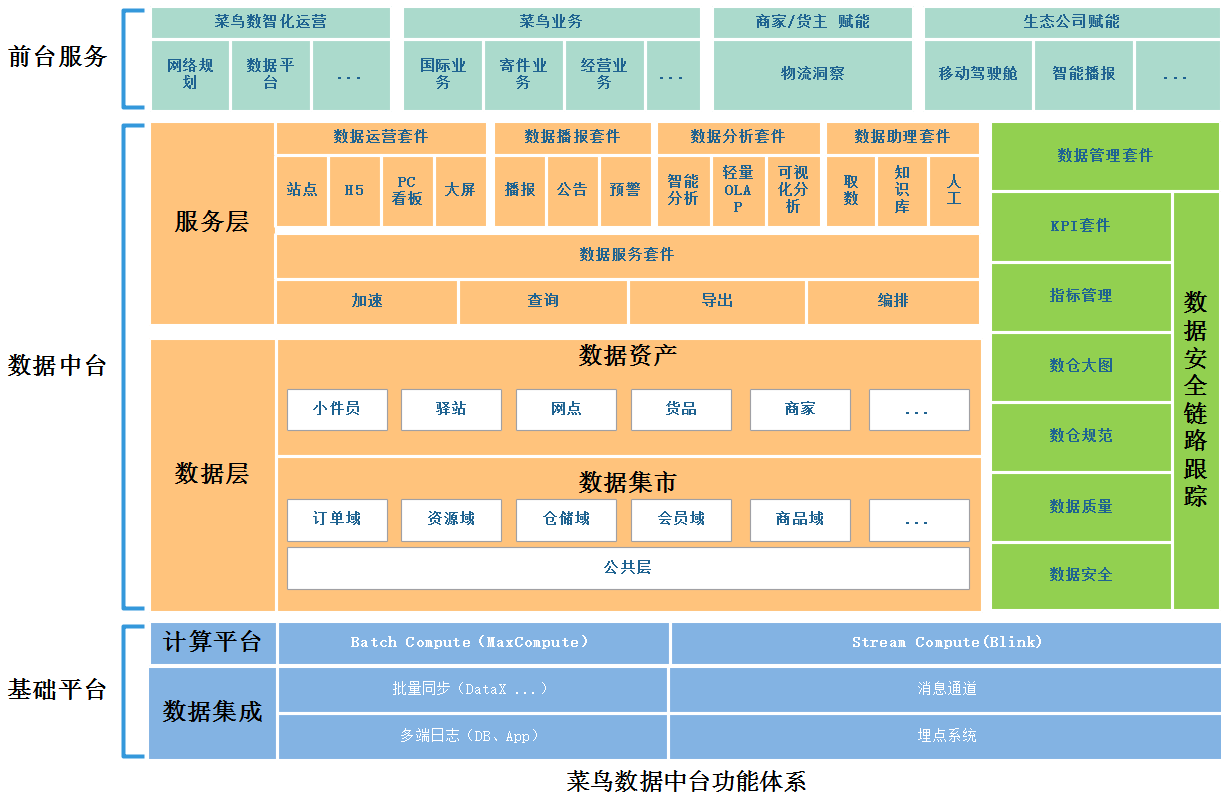 前台服务
菜鸟数智化运营
菜鸟业务
商家/货主 赋能
生态公司赋能
网络规
划
数据平
台
...
国际业
务
寄件业
务
经营业
务
...
物流洞察
移动驾驶舱
智能播报
...
数据中台
服务层
数据运营套件
数据播报套件
数据分析套件
数据助理套件
站点
H5
PC
看板
大屏
播报
公告
预警
智能
分析
轻量
OLA
P
可视
化分
析
取
数
知
识
库
人
工
数据服务套件
加速
查询
导出
编排
数据层
数据资产
小件员
驿站
网点
货品
商家
...
数据集市
订单域
资源域
仓储域
会员域
商品域
...
公共层
数据管理套件
KPI套件
指标管理
数仓大图
数仓规范
数据质量
数据安全
数
据
安
全
链
路
跟
踪
基础平台
计算平台
Batch Compute（MaxCompute）
Stream Compute(Blink)
数据集成
批量同步（DataX ...）
消息通道
多端日志（DB、App）
埋点系统
菜鸟数据中台功能体系